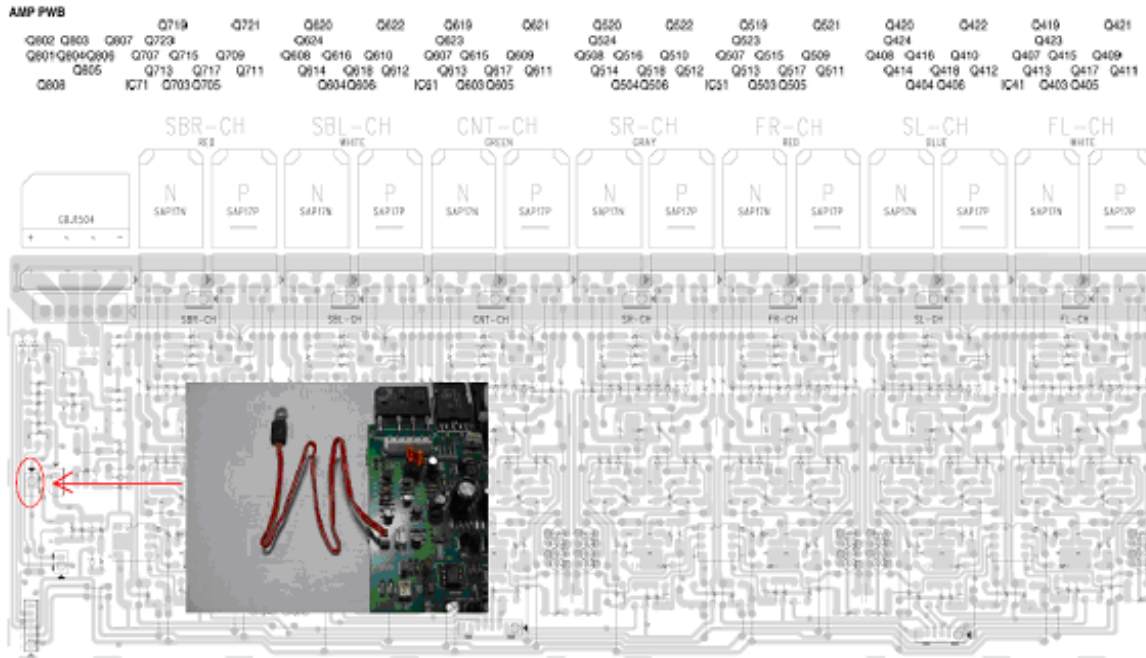 AMP PWB
Q719 Q721 Q620 Q622 Q619 Q621 Q520 Q522 Q519 Q521 Q420 Q422 Q419 Q421
Q802 Q803 Q807 Q723 Q624 Q623 Q524 Q523 Q424 Q423
Q801 Q804 Q806 Q707 Q715 Q709 Q608 Q616 Q610 Q607 Q615 Q609 Q508 Q516 Q510 Q507 Q515 Q509 Q408 Q416 Q410 Q407 Q415 Q409
Q805 Q713 Q717 Q711 Q614 Q618 Q612 Q613 Q617 Q611 Q514 Q518 Q512 Q513 Q517 Q511 Q414 Q418 Q412 Q413 Q417 Q411
Q808 IC71 Q703 Q705 Q604 Q606 IC61 Q603 Q605 Q504 Q506 IC51 Q503 Q505 Q404 Q406 IC41 Q403 Q405
SBR-CH SBL-CH CNT-CH SR-CH FR-CH SL-CH FL-CH
RED WHITE GREEN GRAY RED BLUE WHITE
N P N P N P N P N P N P N P
SAP17N SAP17P SAP17N SAP17P SAP17N SAP17P SAP17N SAP17P SAP17N SAP17P SAP17N SAP17P SAP17N SAP17P
GBJ1504
+ ~ ~ -
SBR-CH SBL-CH CNT-CH SR-CH FR-CH SL-CH FL-CH